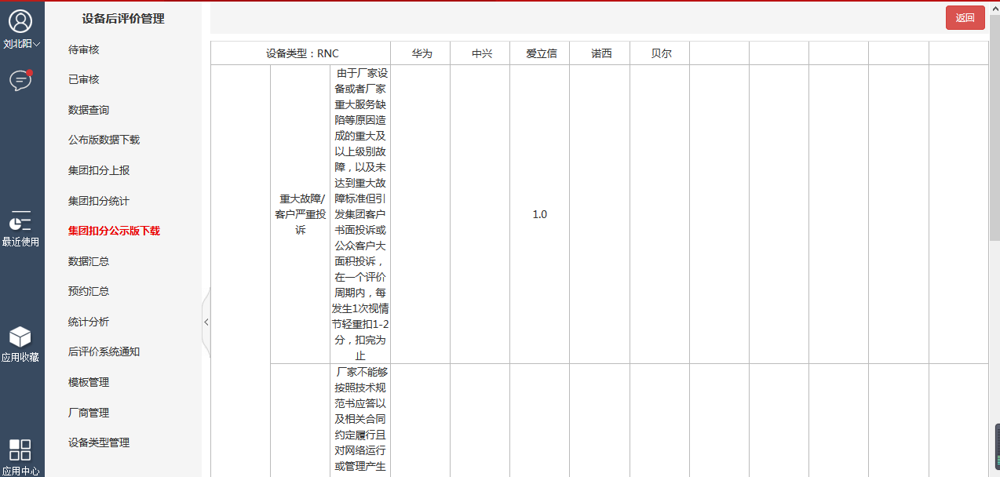 刘北阳
最近使用
应用收藏
应用中心
设备后评价管理
待审核
已审核
数据查询
公布版数据下载
集团扣分上报
集团扣分统计
集团扣分公示版下载
数据汇总
预约汇总
统计分析
后评价系统通知
模板管理
厂商管理
设备类型管理
返回
设备类型：RNC 华为 中兴 爱立信 诺西 贝尔
重大故障/
客户严重投
诉
由于厂家设
备或者厂家
重大服务缺
陷等原因造
成的重大及
以上级别故
障，以及未
达到重大故
障标准但引
发集团客户
书面投诉或
公众客户大
面积投诉，
在一个评价
周期内，每
发生1次视情
节轻重扣1-2
分，扣完为
止
1.0
厂家不能够
按照技术规
范书应答以
及相关合同
约定履行且
对网络运行
或管理产生